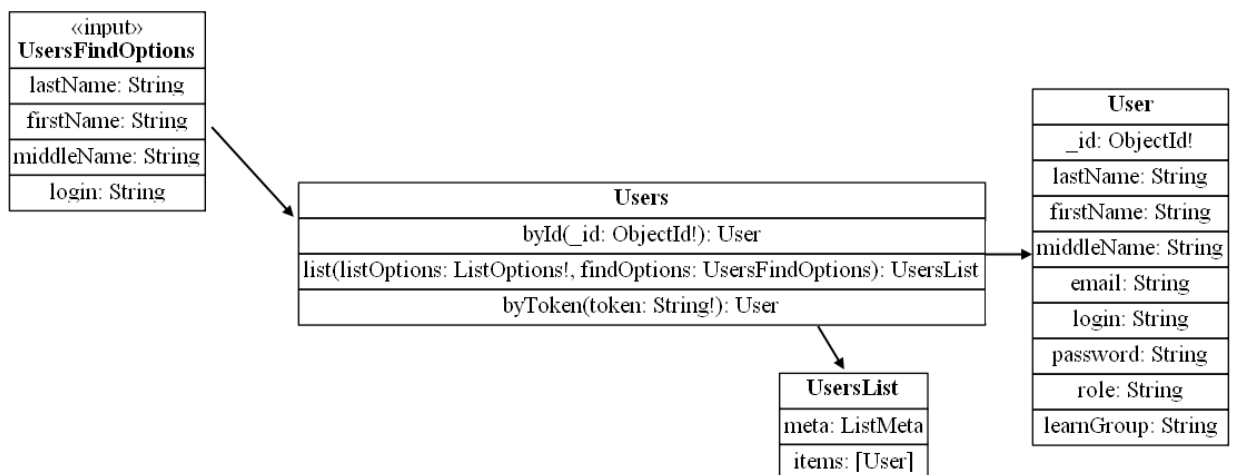 «input»
UsersFindOptions
lastName: String
firstName: String
middleName: String
login: String
Users
byId(_id: ObjectId!): User
list(listOptions: ListOptions!, findOptions: UsersFindOptions): UsersList
byToken(token: String!): User
UsersList
meta: ListMeta
items: [User]
User
_id: ObjectId!
lastName: String
firstName: String
middleName: String
email: String
login: String
password: String
role: String
learnGroup: String